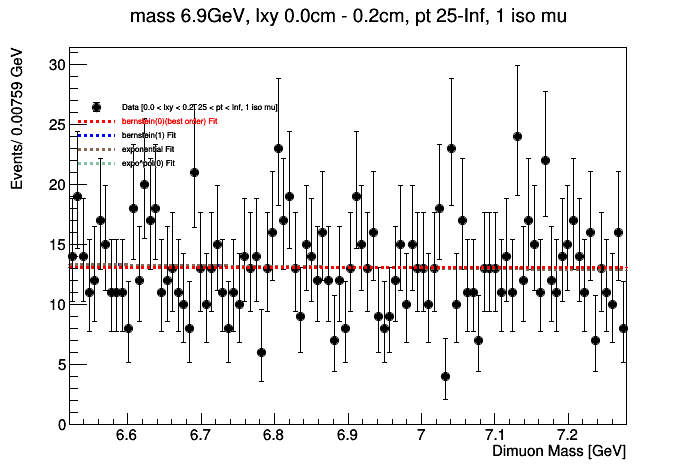 mass 6.9GeV, lxy 0.0cm - 0.2cm, pt 25-Inf, 1 iso mu
Events/ 0.00759 GeV
30
25
20
15
10
5
0
Data [0.0 < lxy < 0.2, 25 < pt < Inf, 1 iso mu]
bernstein(0)(best order) Fit
bernstein(1) Fit
exponential Fit
expo*pol(0) Fit
6.6 6.7 6.8 6.9 7 7.1 7.2
Dimuon Mass [GeV]